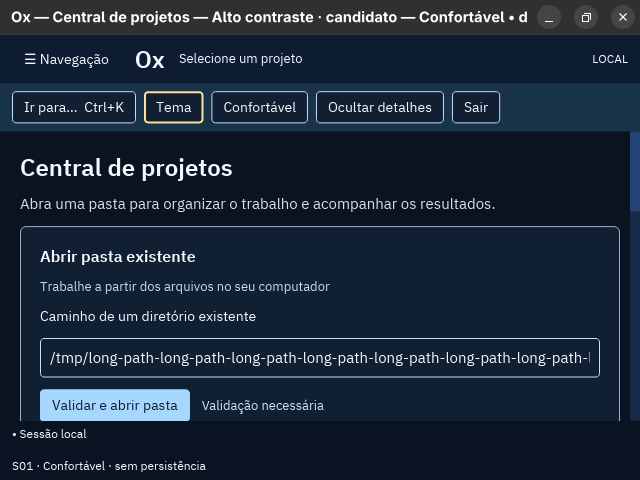 Ox — Central de projetos — Alto contraste · candidato — Confortável • d
☰ Navegação Ox Selecione um projeto LOCAL
Ir para... Ctrl+K Tema Confortável Ocultar detalhes Sair
Central de projetos
Abra uma pasta para organizar o trabalho e acompanhar os resultados.
Abrir pasta existente
Trabalhe a partir dos arquivos no seu computador
Caminho de um diretório existente
/tmp/long-path-long-path-long-path-long-path-long-path-long-path-long-path-l
Validar e abrir pasta Validação necessária
• Sessão local
S01 · Confortável · sem persistência